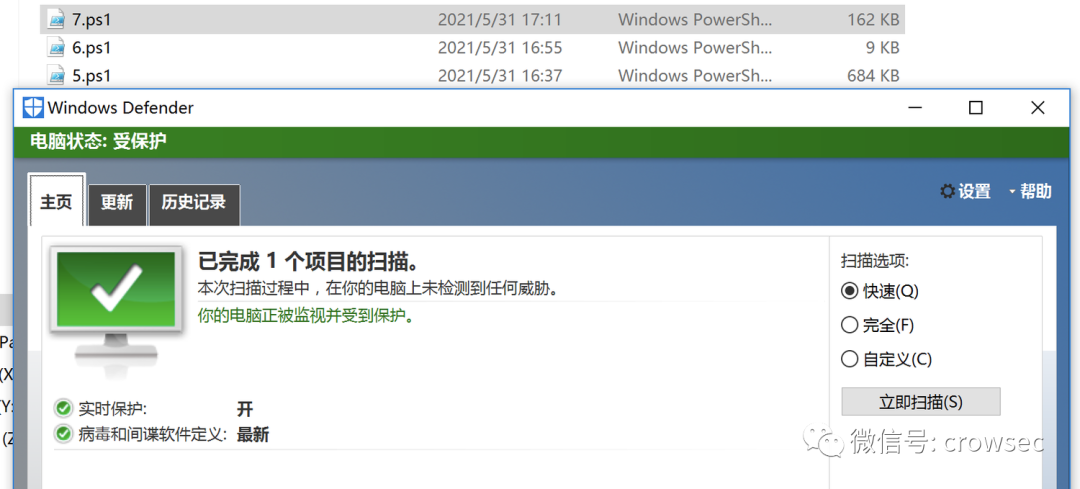 7.ps1 2021/5/31 17:11 Windows PowerSh... 162 KB
6.ps1 2021/5/31 16:55 Windows PowerSh... 9 KB
5.ps1 2021/5/31 16:37 Windows PowerSh... 684 KB
Windows Defender
电脑状态: 受保护
主页 更新 历史记录 设置 帮助
已完成 1 个项目的扫描。
本次扫描过程中，在你的电脑上未检测到任何威胁。
你的电脑正被监视并受到保护。
扫描选项:
快速(Q)
完全(F)
自定义(C)
立即扫描(S)
实时保护: 开
病毒和间谍软件定义: 最新
微信号: crowsec